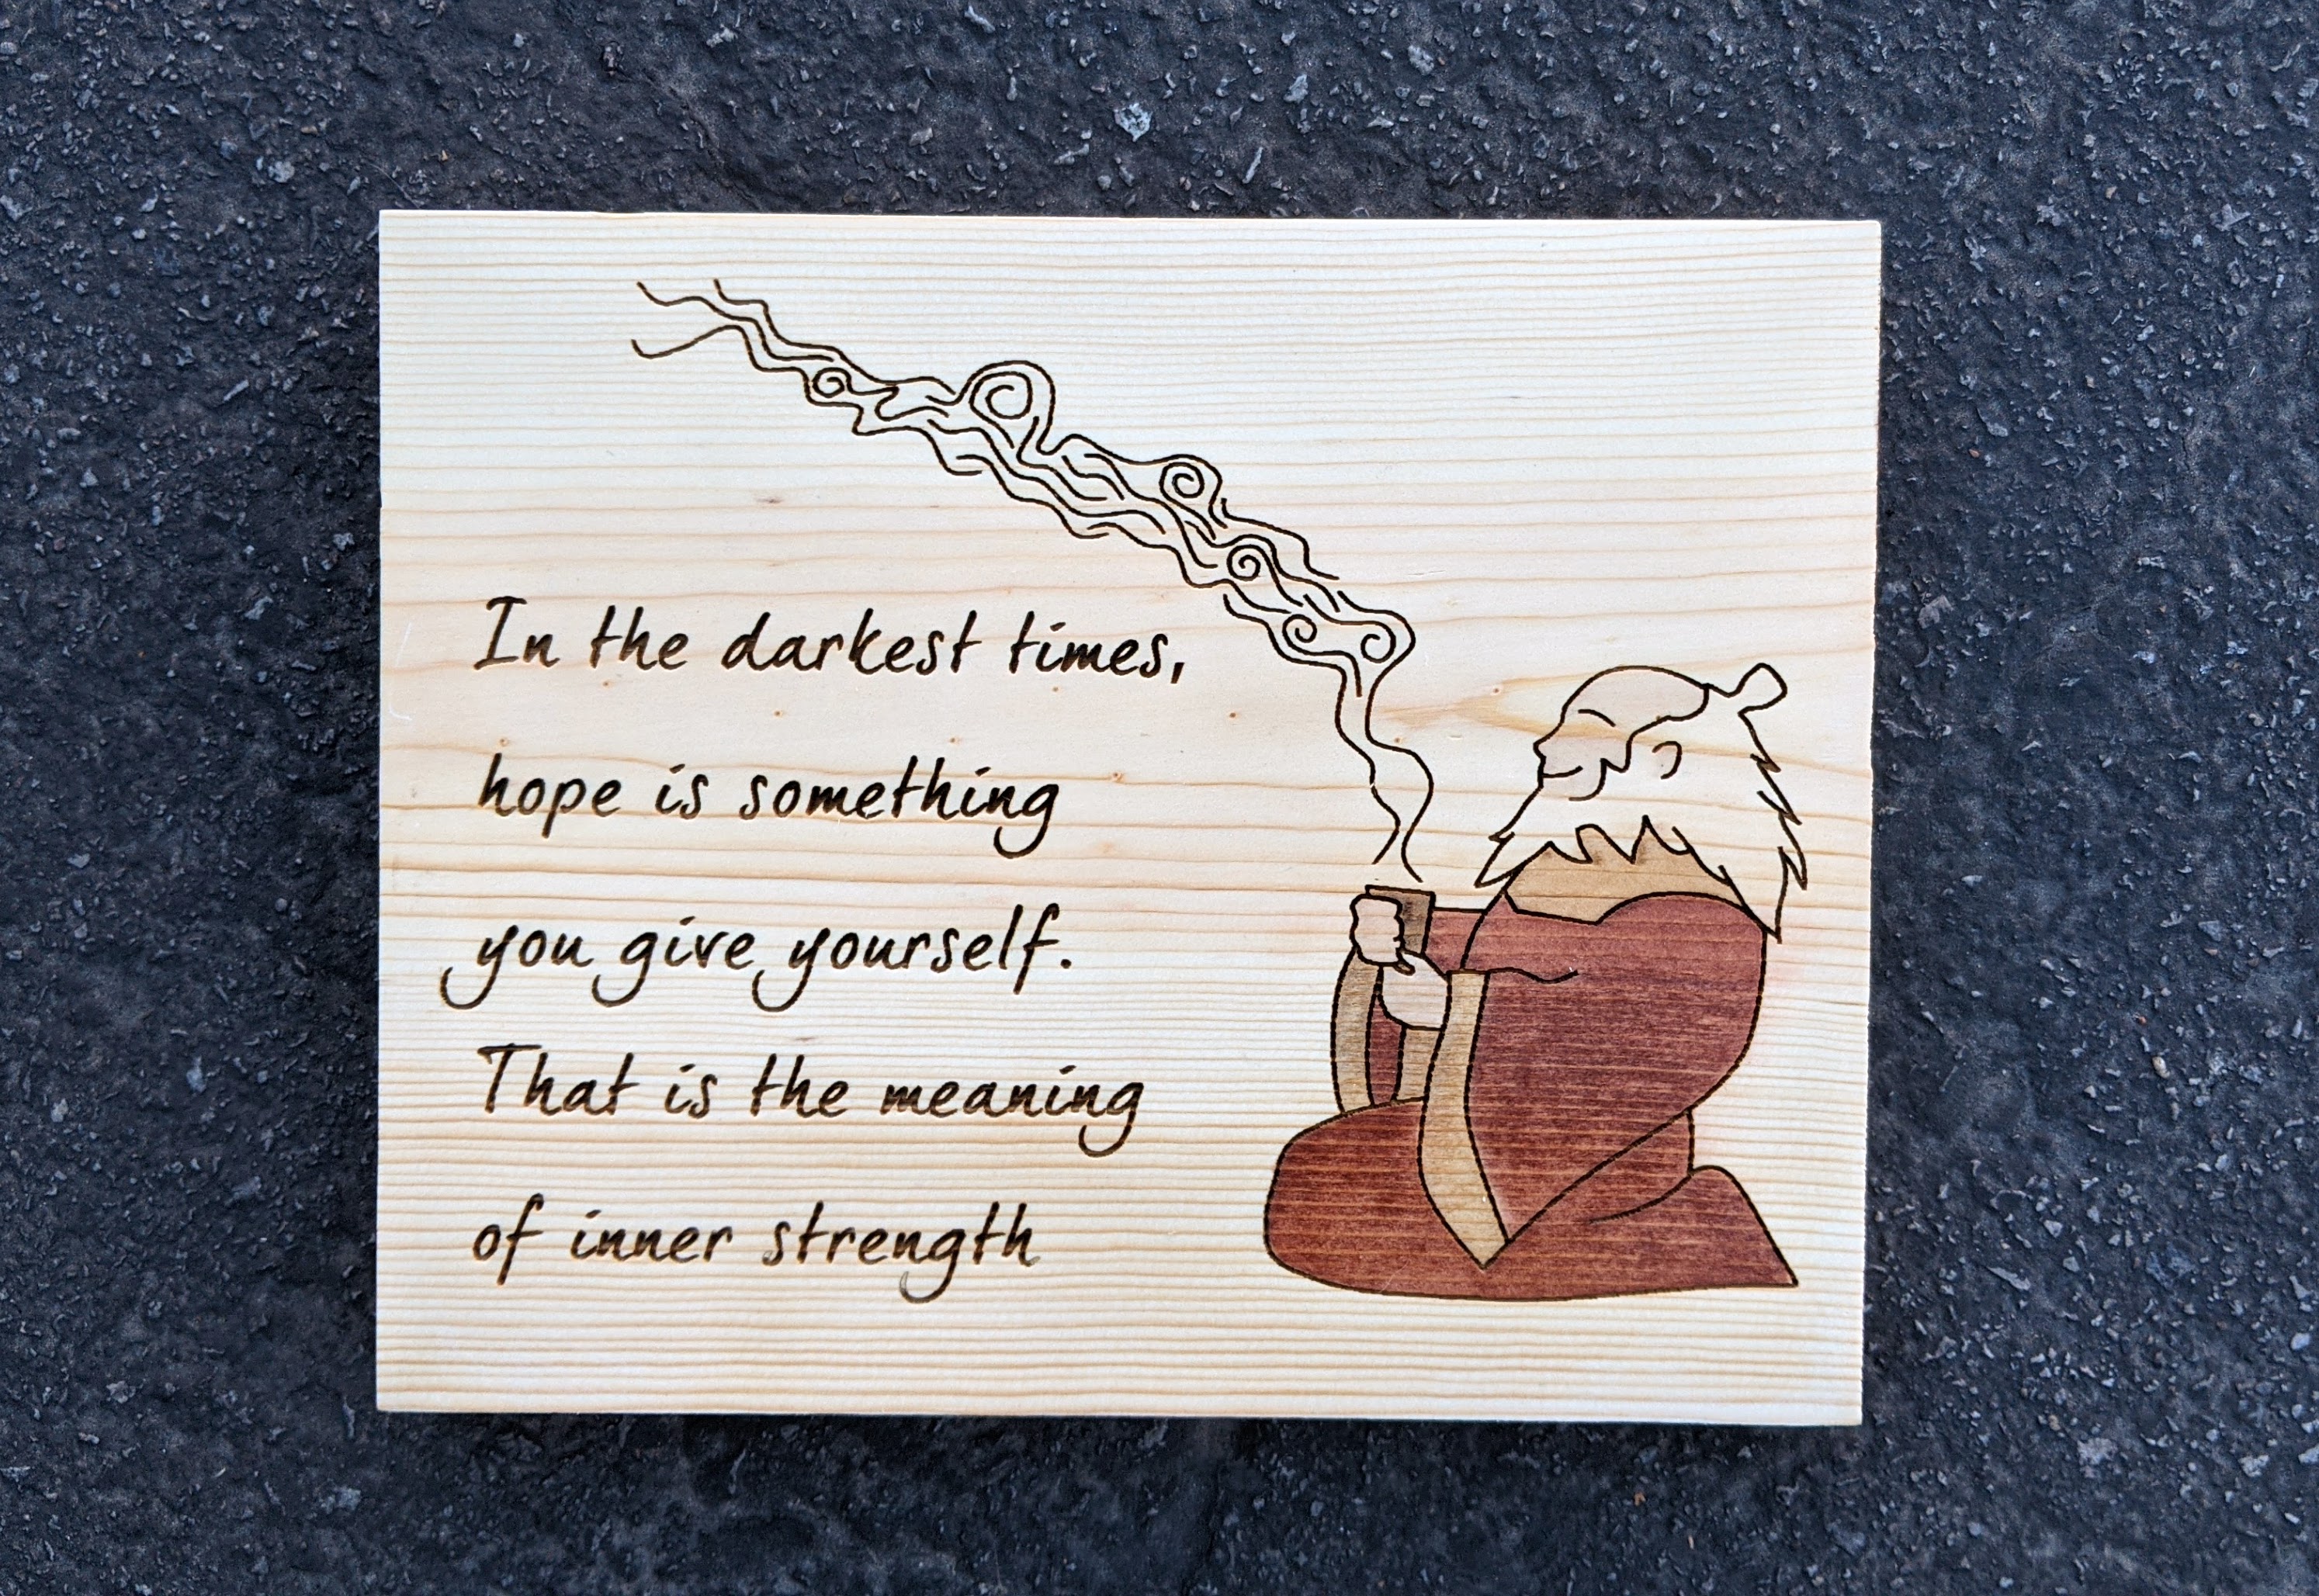 In the darkest times,
hope is something
you give yourself.
That is the meaning
of inner strength